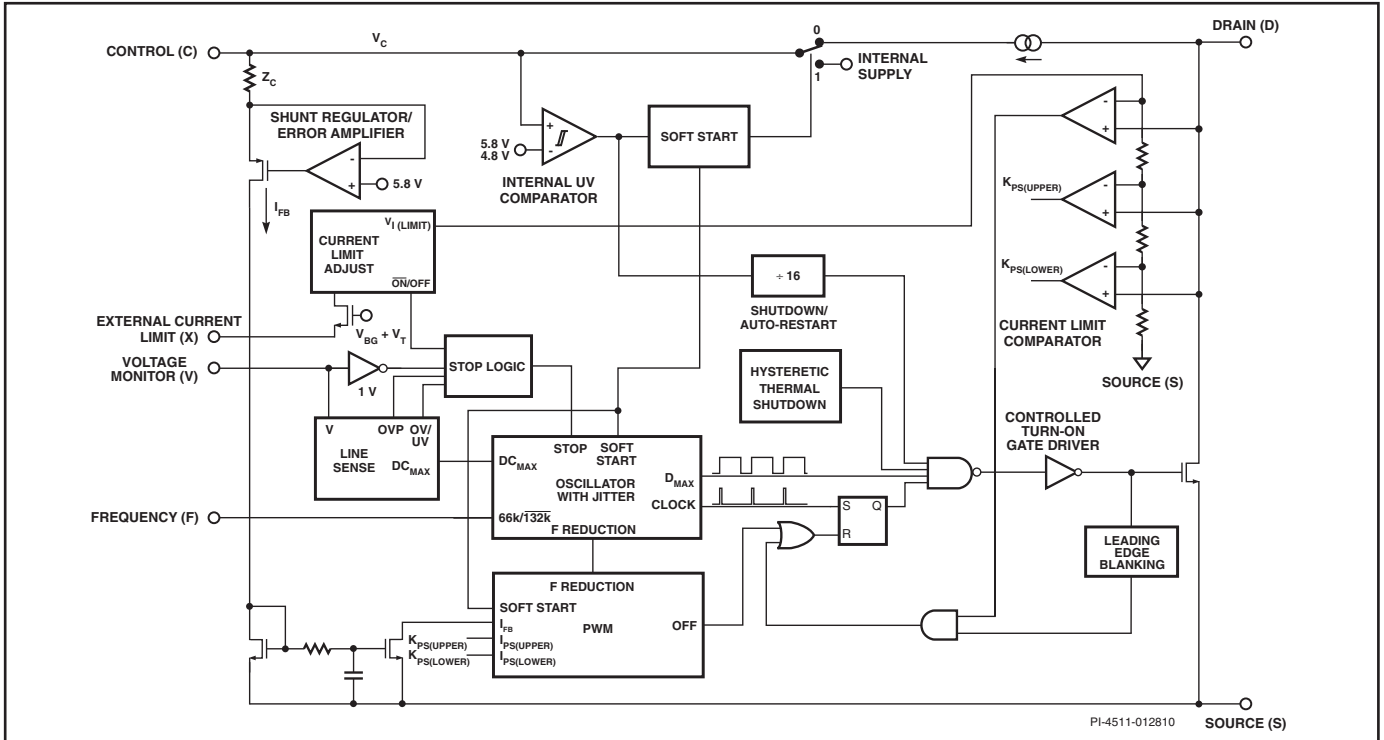 DRAIN (D)
0
CONTROL (C)
V_C
INTERNAL
SUPPLY
1
Z_C
SHUNT REGULATOR/
ERROR AMPLIFIER
-
+
5.8 V
I_FB
+
-
5.8 V
4.8 V
INTERNAL UV
COMPARATOR
SOFT START
-
+
K_PS(UPPER)
-
+
K_PS(LOWER)
-
+
CURRENT LIMIT
COMPARATOR
SOURCE (S)
V_I (LIMIT)
CURRENT
LIMIT
ADJUST
O̅N̅/OFF
÷ 16
SHUTDOWN/
AUTO-RESTART
EXTERNAL CURRENT
LIMIT (X)
V_BG + V_T
VOLTAGE
MONITOR (V)
1 V
STOP LOGIC
HYSTERETIC
THERMAL
SHUTDOWN
V
OVP
OV/
UV
LINE
SENSE
DC_MAX
CONTROLLED
TURN-ON
GATE DRIVER
STOP
SOFT
START
DC_MAX
OSCILLATOR
WITH JITTER
D_MAX
CLOCK
66k/1̅3̅2̅k̅
F REDUCTION
FREQUENCY (F)
S
Q
R
LEADING
EDGE
BLANKING
F REDUCTION
SOFT START
I_FB
PWM
OFF
K_PS(UPPER)
I_PS(UPPER)
K_PS(LOWER)
I_PS(LOWER)
PI-4511-012810
SOURCE (S)